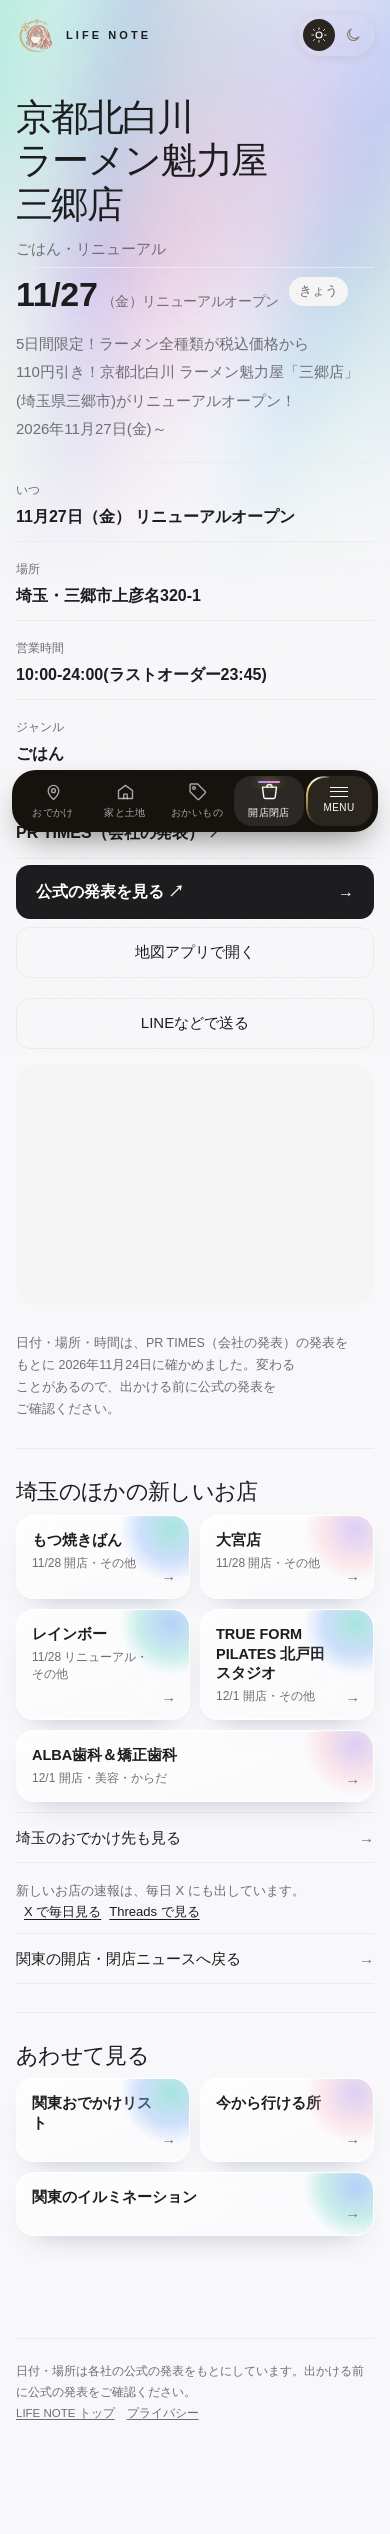 LIFE NOTE
京都北白川
ラーメン魁力屋
三郷店
ごはん・リニューアル
11/27 （金）リニューアルオープン きょう
5日間限定！ラーメン全種類が税込価格から
110円引き！京都北白川 ラーメン魁力屋「三郷店」
(埼玉県三郷市)がリニューアルオープン！
2026年11月27日(金)～
いつ
11月27日（金） リニューアルオープン
場所
埼玉・三郷市上彦名320-1
営業時間
10:00-24:00(ラストオーダー23:45)
ジャンル
ごはん
おでかけ 家と土地 おかいもの 開店閉店 MENU
PR TIMES（会社の発表） ↗
公式の発表を見る ↗ →
地図アプリで開く
LINEなどで送る
日付・場所・時間は、PR TIMES（会社の発表）の発表を
もとに 2026年11月24日に確かめました。変わる
ことがあるので、出かける前に公式の発表を
ご確認ください。
埼玉のほかの新しいお店
もつ焼きばん
11/28 開店・その他
→
大宮店
11/28 開店・その他
→
レインボー
11/28 リニューアル・
その他
→
TRUE FORM
PILATES 北戸田
スタジオ
12/1 開店・その他
→
ALBA歯科＆矯正歯科
12/1 開店・美容・からだ
→
埼玉のおでかけ先も見る →
新しいお店の速報は、毎日 X にも出しています。
X で毎日見る Threads で見る
関東の開店・閉店ニュースへ戻る →
あわせて見る
関東おでかけリス
ト
→
今から行ける所
→
関東のイルミネーション
→
日付・場所は各社の公式の発表をもとにしています。出かける前
に公式の発表をご確認ください。
LIFE NOTE トップ プライバシー